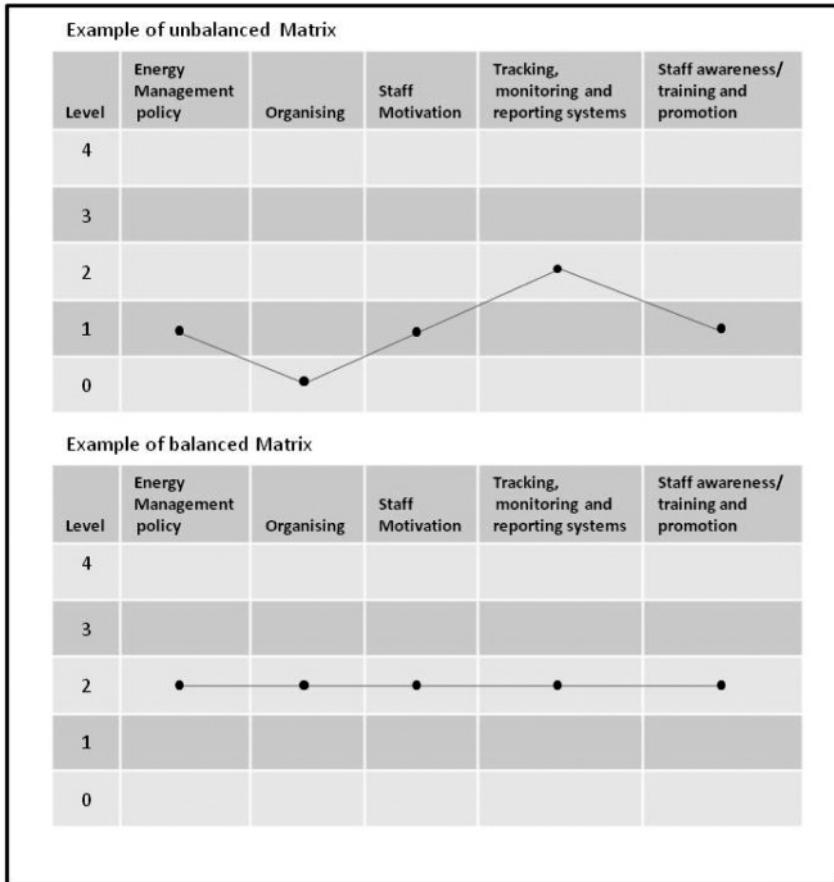 Example of unbalanced Matrix
Level
Energy
Management
policy
Organising
Staff
Motivation
Tracking,
monitoring and
reporting systems
Staff awareness/
training and
promotion
4
3
2
1
0
Example of balanced Matrix
Level
Energy
Management
policy
Organising
Staff
Motivation
Tracking,
monitoring and
reporting systems
Staff awareness/
training and
promotion
4
3
2
1
0